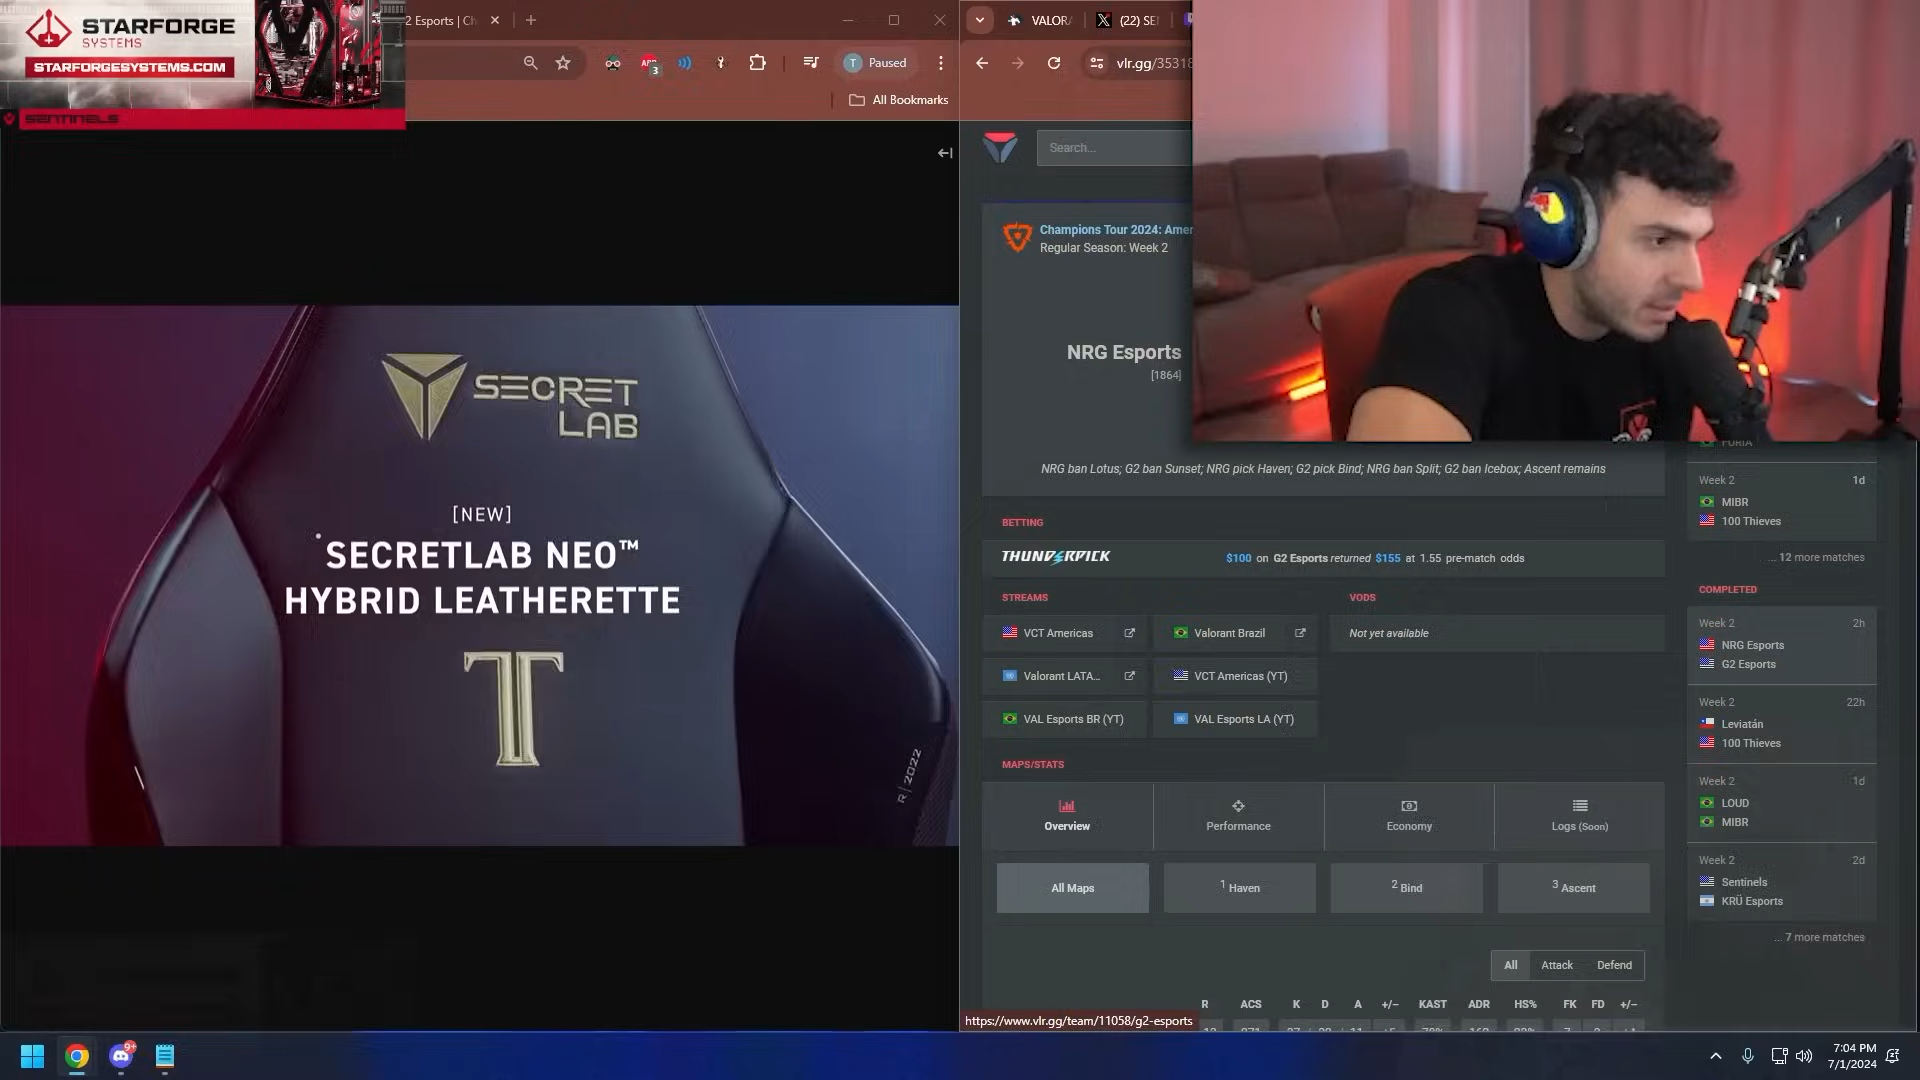 STARFORGE
SYSTEMS
STARFORGESYSTEMS.COM
SENTINELS
2 Esports | Ch
3
T Paused
All Bookmarks
SECRET
LAB
[NEW]
SECRETLAB NEO™
HYBRID LEATHERETTE
R | 2022
VALORA
(22) SE
vlr.gg/35318
Search...
Champions Tour 2024: Amer
Regular Season: Week 2
NRG Esports
[1864]
NRG ban Lotus; G2 ban Sunset; NRG pick Haven; G2 pick Bind; NRG ban Split; G2 ban Icebox; Ascent remains
BETTING
THUNDERPICK
$100 on G2 Esports returned $155 at 1.55 pre-match odds
STREAMS
VODS
VCT Americas
Valorant Brazil
Not yet available
Valorant LATA...
VCT Americas (YT)
VAL Esports BR (YT)
VAL Esports LA (YT)
MAPS/STATS
Overview
Performance
Economy
Logs (Soon)
All Maps
1 Haven
2 Bind
3 Ascent
All
Attack
Defend
R ACS K D A +/– KAST ADR HS% FK FD +/–
https://www.vlr.gg/team/11058/g2-esports
FURIA
Week 2 1d
MIBR
100 Thieves
... 12 more matches
COMPLETED
Week 2 2h
NRG Esports
G2 Esports
Week 2 22h
Leviatán
100 Thieves
Week 2 1d
LOUD
MIBR
Week 2 2d
Sentinels
KRÜ Esports
... 7 more matches
9+
7:04 PM
7/1/2024